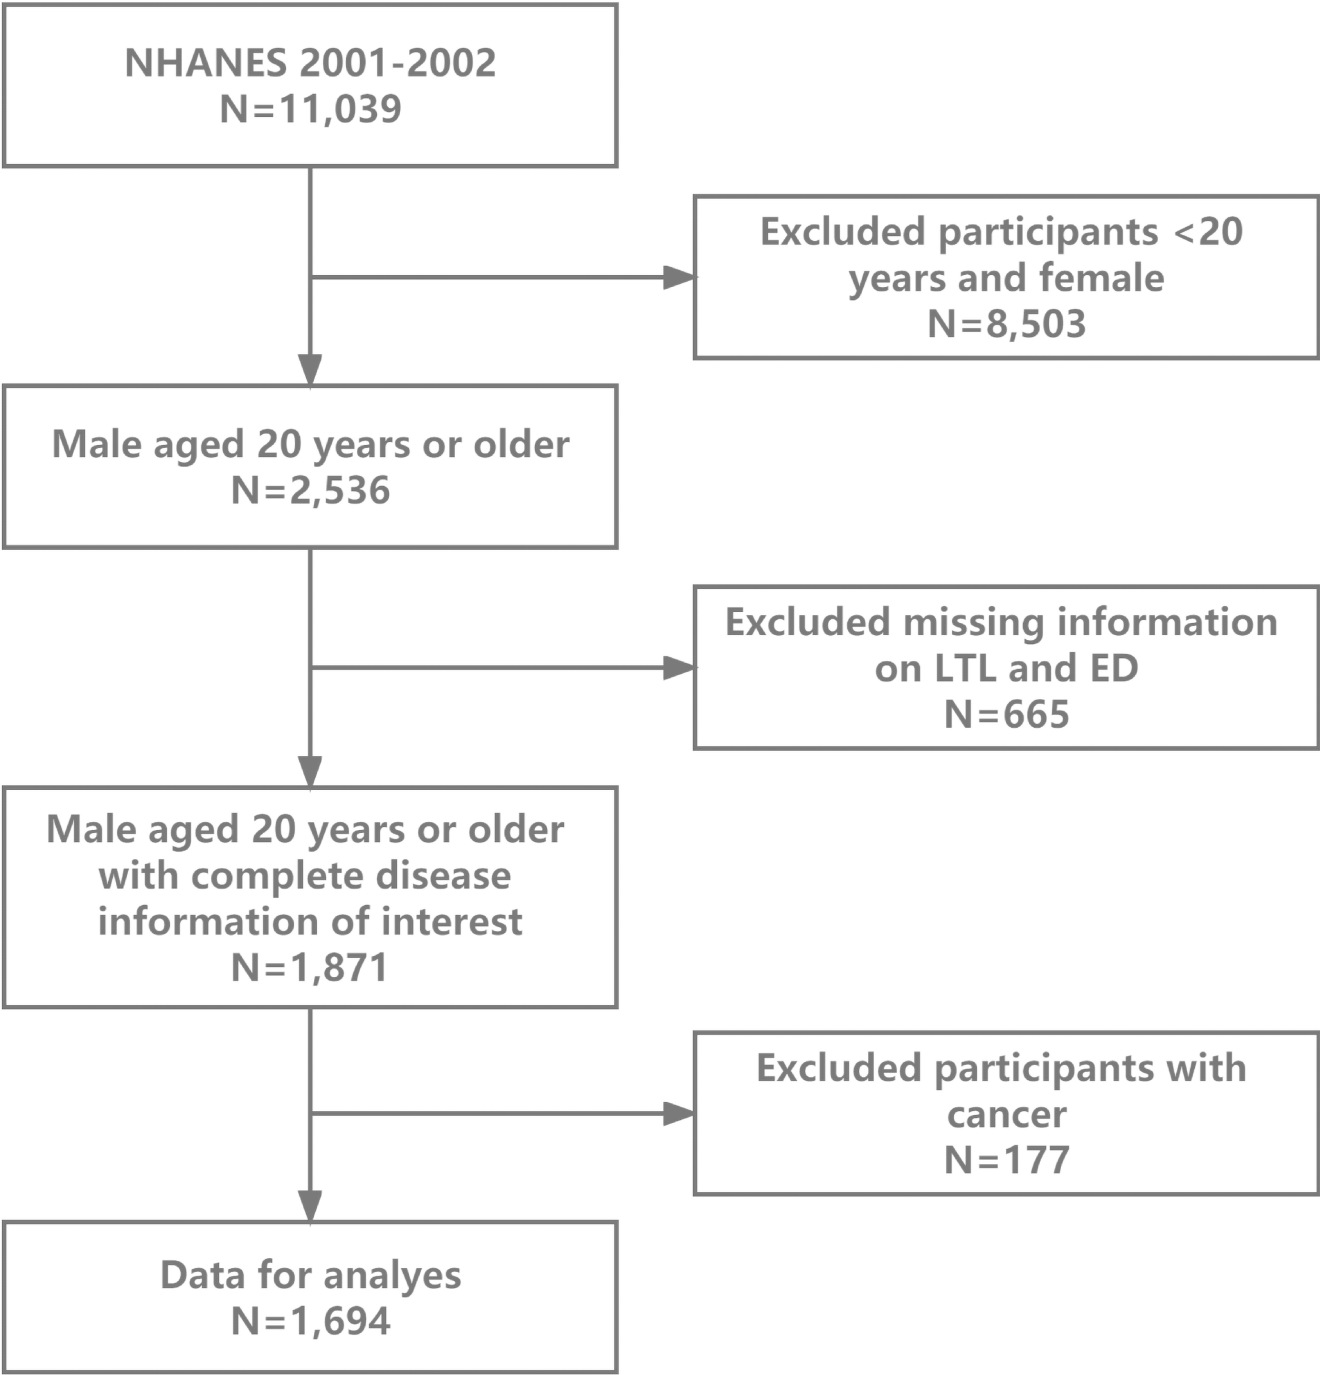 NHANES 2001-2002
N=11,039
Excluded participants <20
years and female
N=8,503
Male aged 20 years or older
N=2,536
Excluded missing information
on LTL and ED
N=665
Male aged 20 years or older
with complete disease
information of interest
N=1,871
Excluded participants with
cancer
N=177
Data for analyes
N=1,694